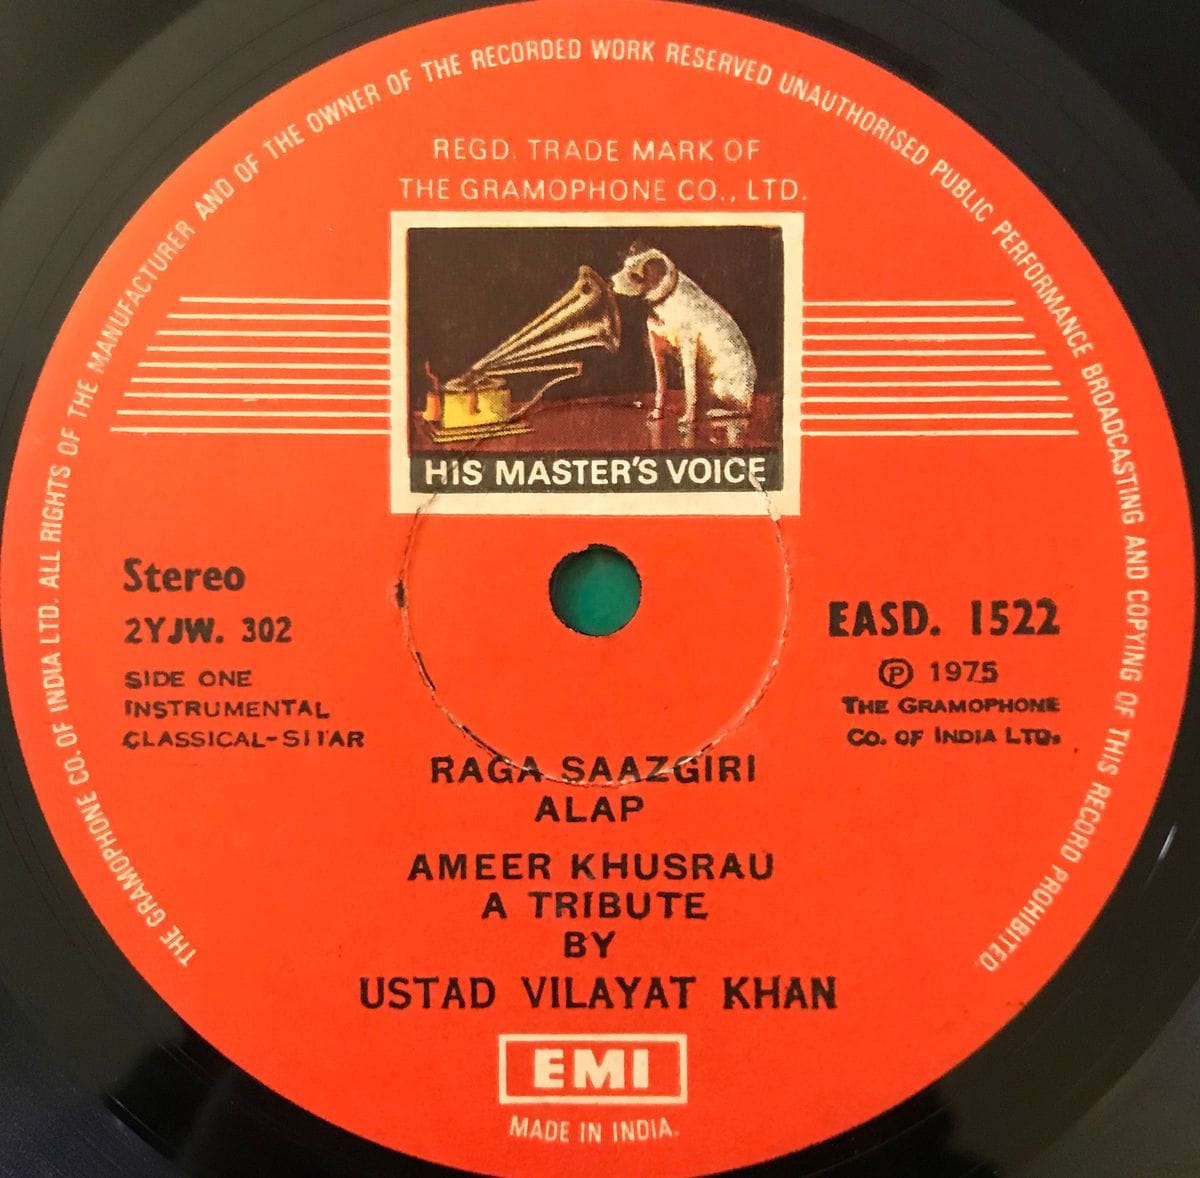 THE GRAMOPHONE CO. OF INDIA LTD. ALL RIGHTS OF THE MANUFACTURER AND OF THE OWNER OF THE RECORDED WORK RESERVED UNAUTHORISED PUBLIC PERFORMANCE BROADCASTING AND COPYING OF THIS RECORD PROHIBITED.
REGD. TRADE MARK OF
THE GRAMOPHONE CO., LTD.
HIS MASTER'S VOICE
Stereo
2YJW. 302
SIDE ONE
INSTRUMENTAL
CLASSICAL-SITAR
EASD. 1522
Ⓟ 1975
THE GRAMOPHONE
CO. OF INDIA LTD.
RAGA SAAZGIRI
ALAP
AMEER KHUSRAU
A TRIBUTE
BY
USTAD VILAYAT KHAN
EMI
MADE IN INDIA.